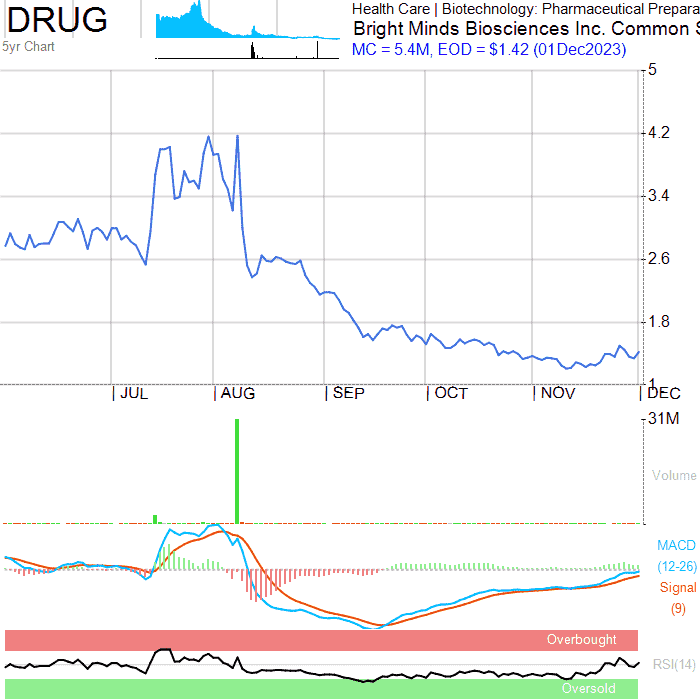 DRUG
5yr Chart
Health Care | Biotechnology: Pharmaceutical Prepara
Bright Minds Biosciences Inc. Common S
MC = 5.4M, EOD = $1.42 (01Dec2023)
5
4.2
3.4
2.6
1.8
1
JUL
AUG
SEP
OCT
NOV
DEC
31M
Volume
MACD
(12-26)
Signal
(9)
Overbought
RSI(14)
Oversold